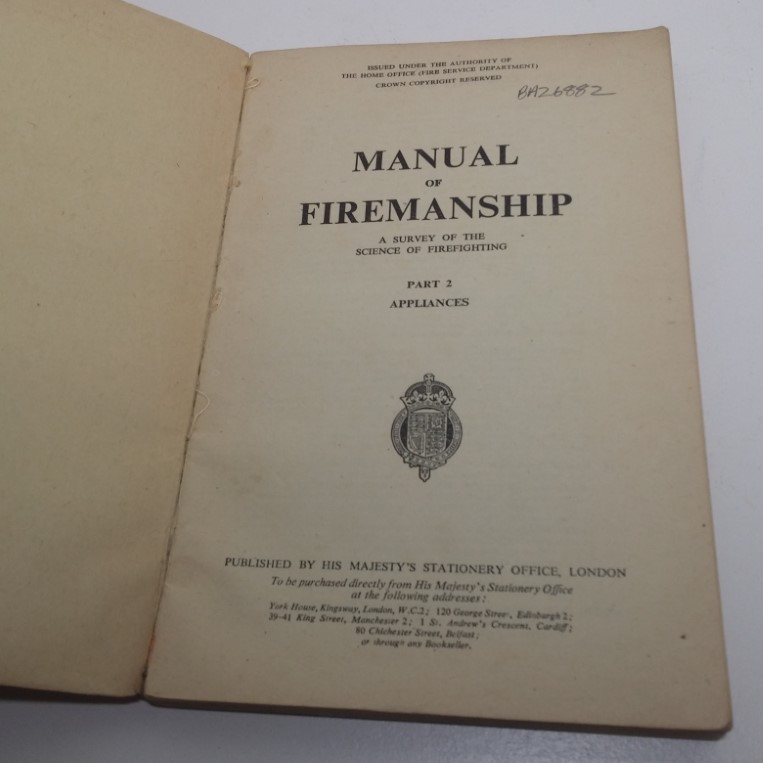 ISSUED UNDER THE AUTHORITY OF
THE HOME OFFICE (FIRE SERVICE DEPARTMENT)
CROWN COPYRIGHT RESERVED
BA26882
MANUAL
OF
FIREMANSHIP
A SURVEY OF THE
SCIENCE OF FIREFIGHTING
PART 2
APPLIANCES
PUBLISHED BY HIS MAJESTY'S STATIONERY OFFICE, LONDON
To be purchased directly from His Majesty's Stationery Office
at the following addresses:
York House, Kingsway, London, W.C.2; 120 George Street, Edinburgh 2;
39-41 King Street, Manchester 2; 1 St. Andrew's Crescent, Cardiff;
80 Chichester Street, Belfast;
or through any Bookseller.